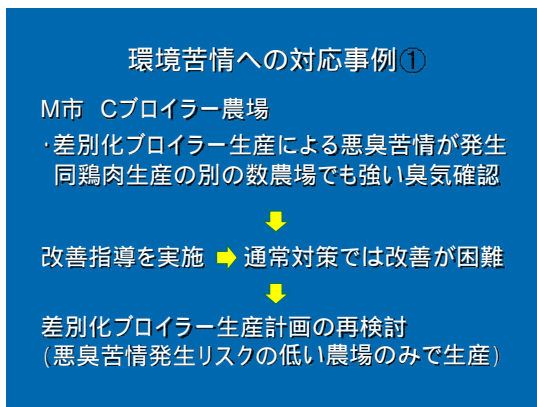 環境苦情への対応事例①
M市 Cブロイラー農場
・差別化ブロイラー生産による悪臭苦情が発生
同鶏肉生産の別の数農場でも強い臭気確認
改善指導を実施 ➡ 通常対策では改善が困難
差別化ブロイラー生産計画の再検討
(悪臭苦情発生リスクの低い農場のみで生産)